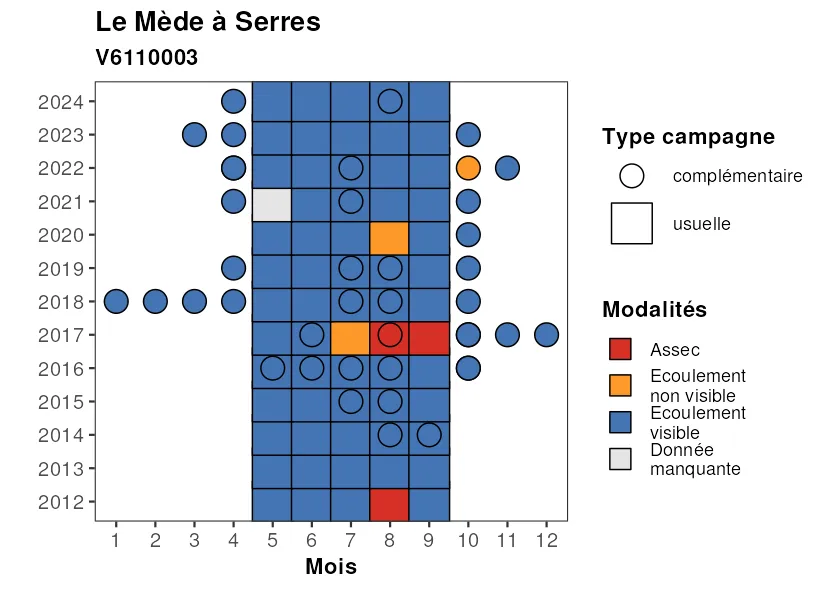 Le Mède à Serres
V6110003
2024
2023
2022
2021
2020
2019
2018
2017
2016
2015
2014
2013
2012
1 2 3 4 5 6 7 8 9 10 11 12
Mois
Type campagne
complémentaire
usuelle
Modalités
Assec
Ecoulement
non visible
Ecoulement
visible
Donnée
manquante